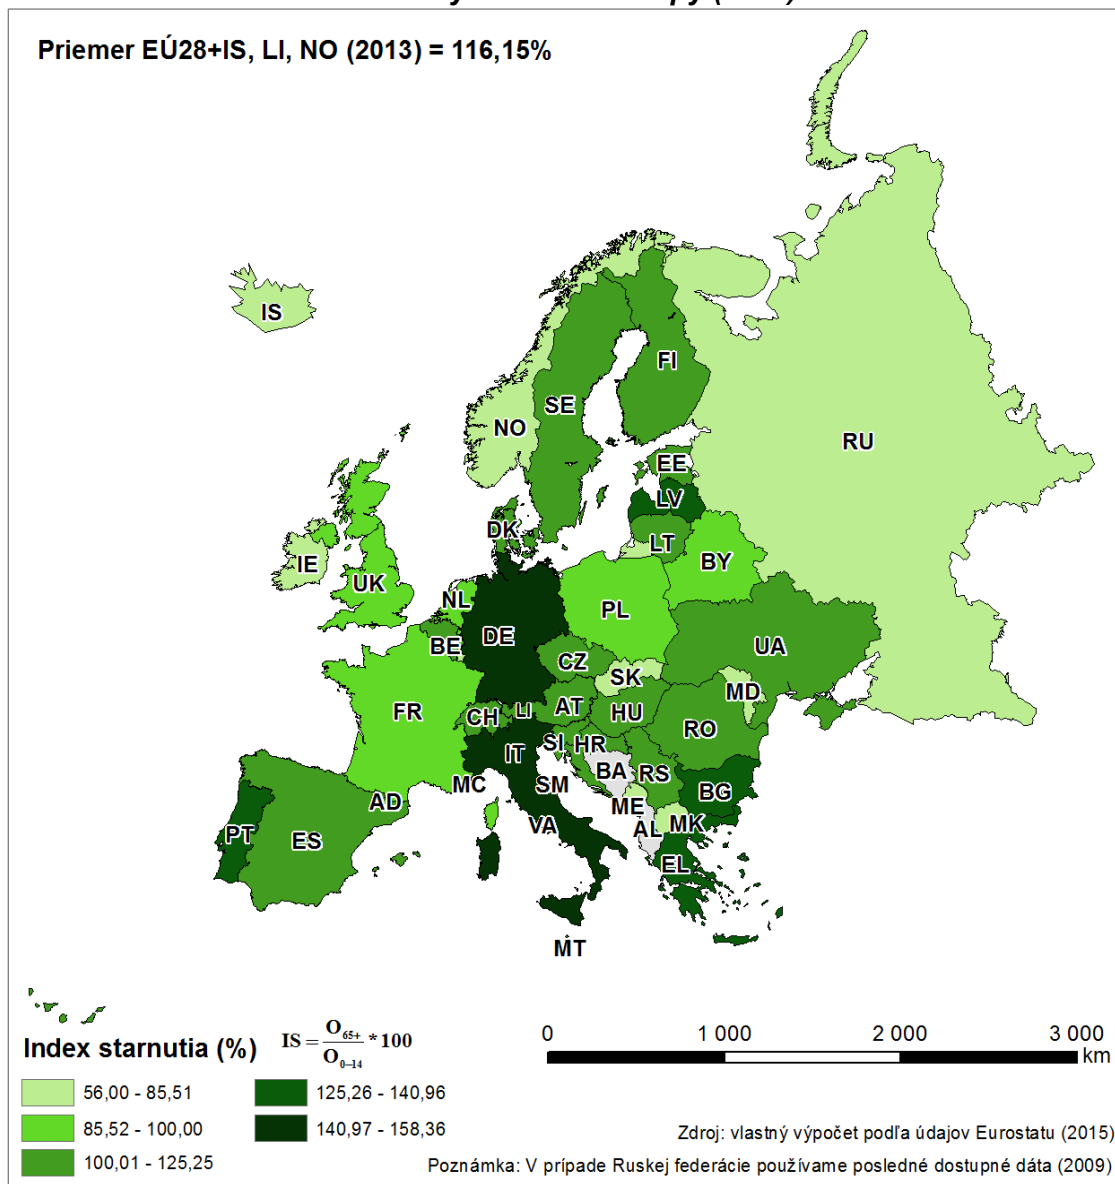 Priemer EÚ28+IS, LI, NO (2013) = 116,15%
IS
FI
SE
NO
RU
EE
LV
DK
LT
IE
BY
UK
NL
PL
DE
BE
UA
CZ
SK
MD
FR
CH
LI
AT
HU
RO
SI
HR
IT
BA
RS
MC
SM
BG
AD
ME
VA
AL
MK
PT
ES
EL
MT
Index starnutia (%)
IS = O65+ / O0–14 * 100
0 1 000 2 000 3 000
km
56,00 - 85,51
85,52 - 100,00
100,01 - 125,25
125,26 - 140,96
140,97 - 158,36
Zdroj: vlastný výpočet podľa údajov Eurostatu (2015)
Poznámka: V prípade Ruskej federácie používame posledné dostupné dáta (2009)